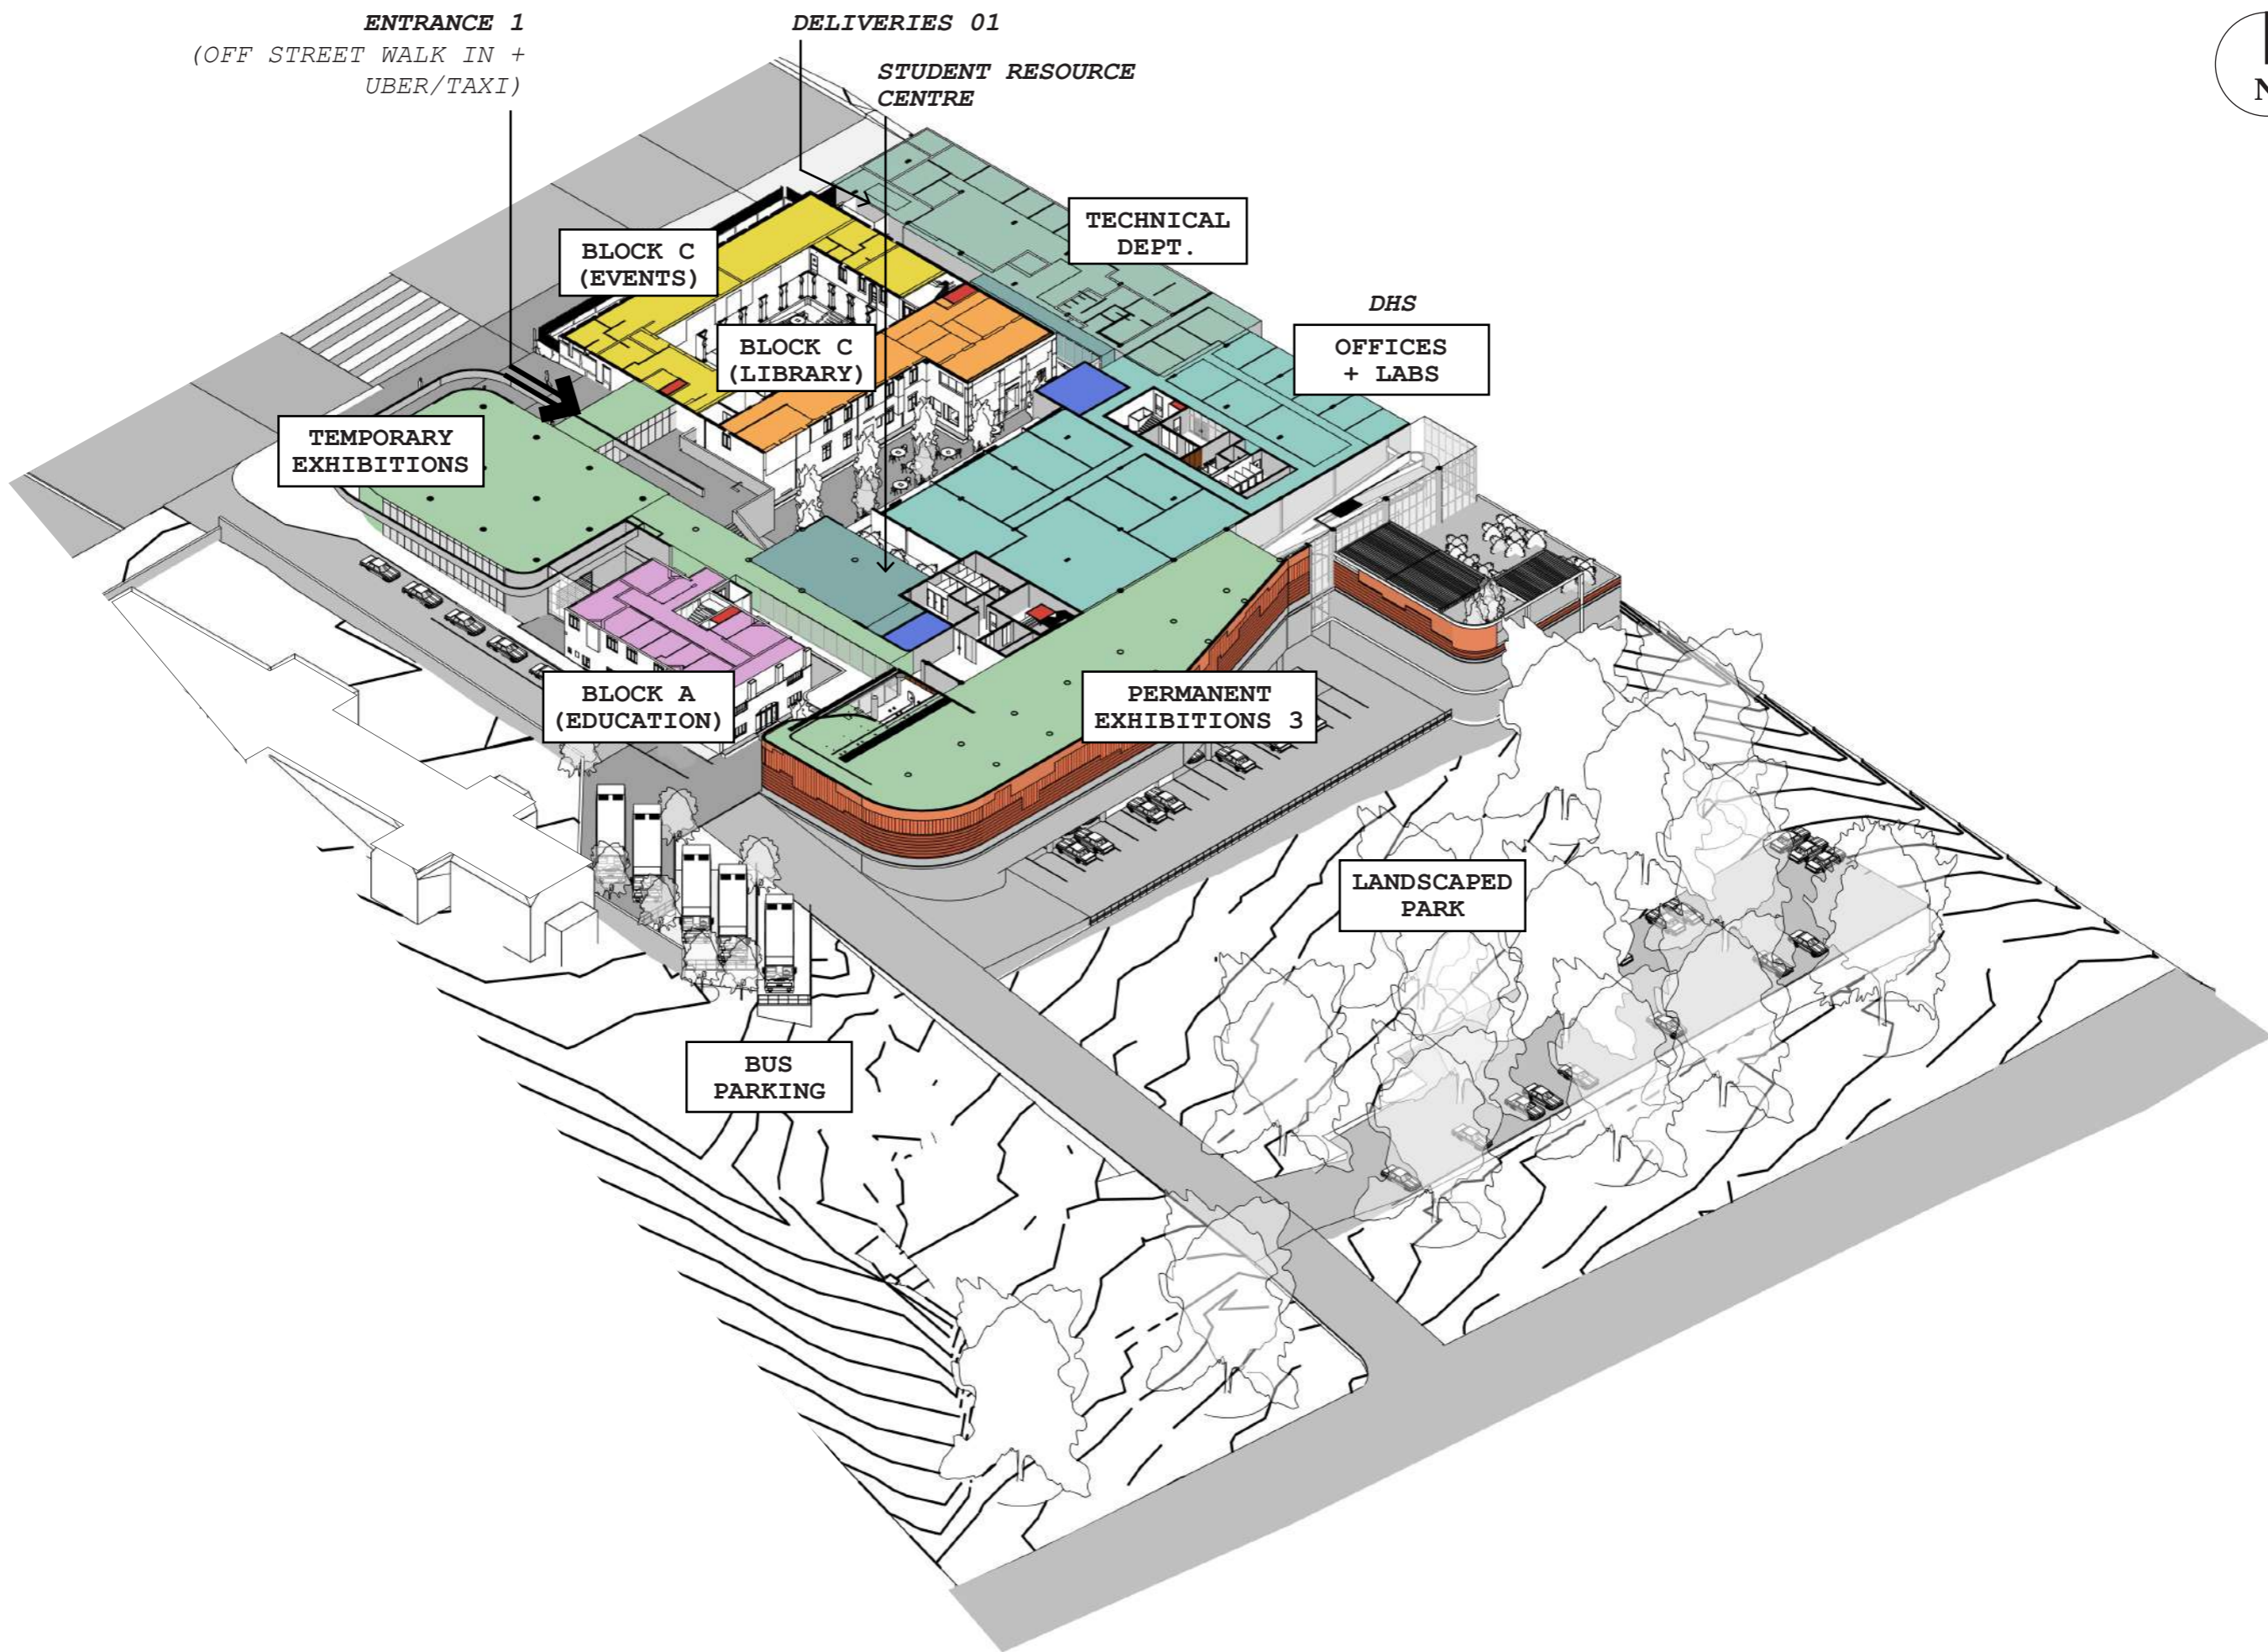 ENTRANCE 1
(OFF STREET WALK IN +
UBER/TAXI)
DELIVERIES 01
STUDENT RESOURCE
CENTRE
N
BLOCK C
(EVENTS)
TECHNICAL
DEPT.
DHS
OFFICES
+ LABS
BLOCK C
(LIBRARY)
TEMPORARY
EXHIBITIONS
BLOCK A
(EDUCATION)
PERMANENT
EXHIBITIONS 3
LANDSCAPED
PARK
BUS
PARKING